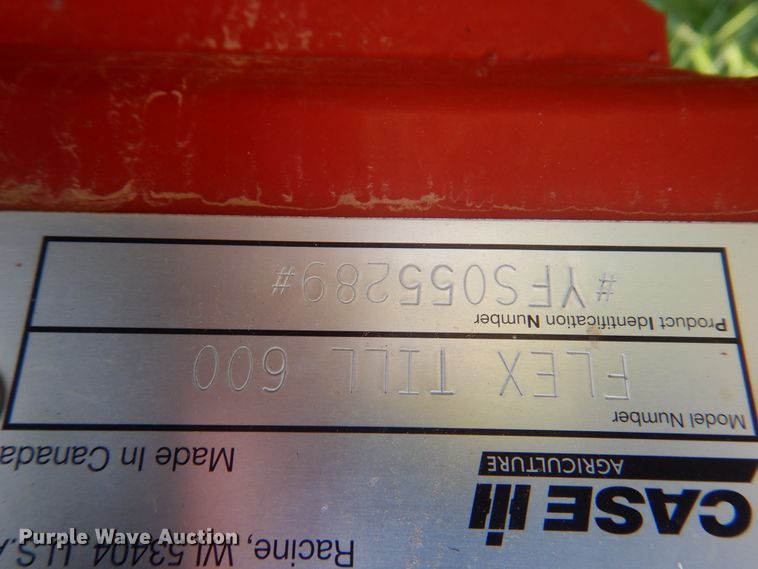 Racine, WI 53404 U.S.A
CASE IH
AGRICULTURE
Made In Canada
Model Number
FLEX TILL 600
Product Identification Number
#YFS055289#
Purple Wave Auction